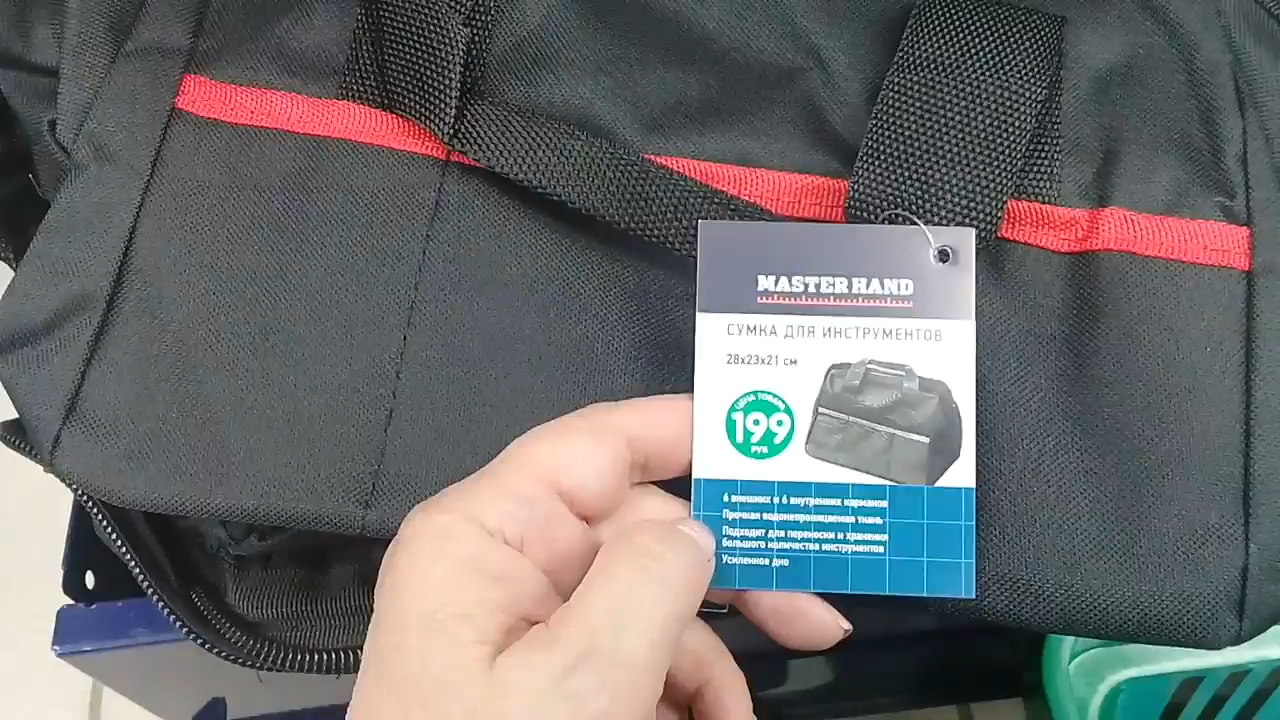 MASTER HAND
СУМКА ДЛЯ ИНСТРУМЕНТОВ
28x23x21 см
ЦЕНА ТОВАРА
199
РУБ
6 внешних и 6 внутренних карманов
Прочная водонепроницаемая ткань
Подходит для переноски и хранения
большого количества инструментов
Усиленное дно